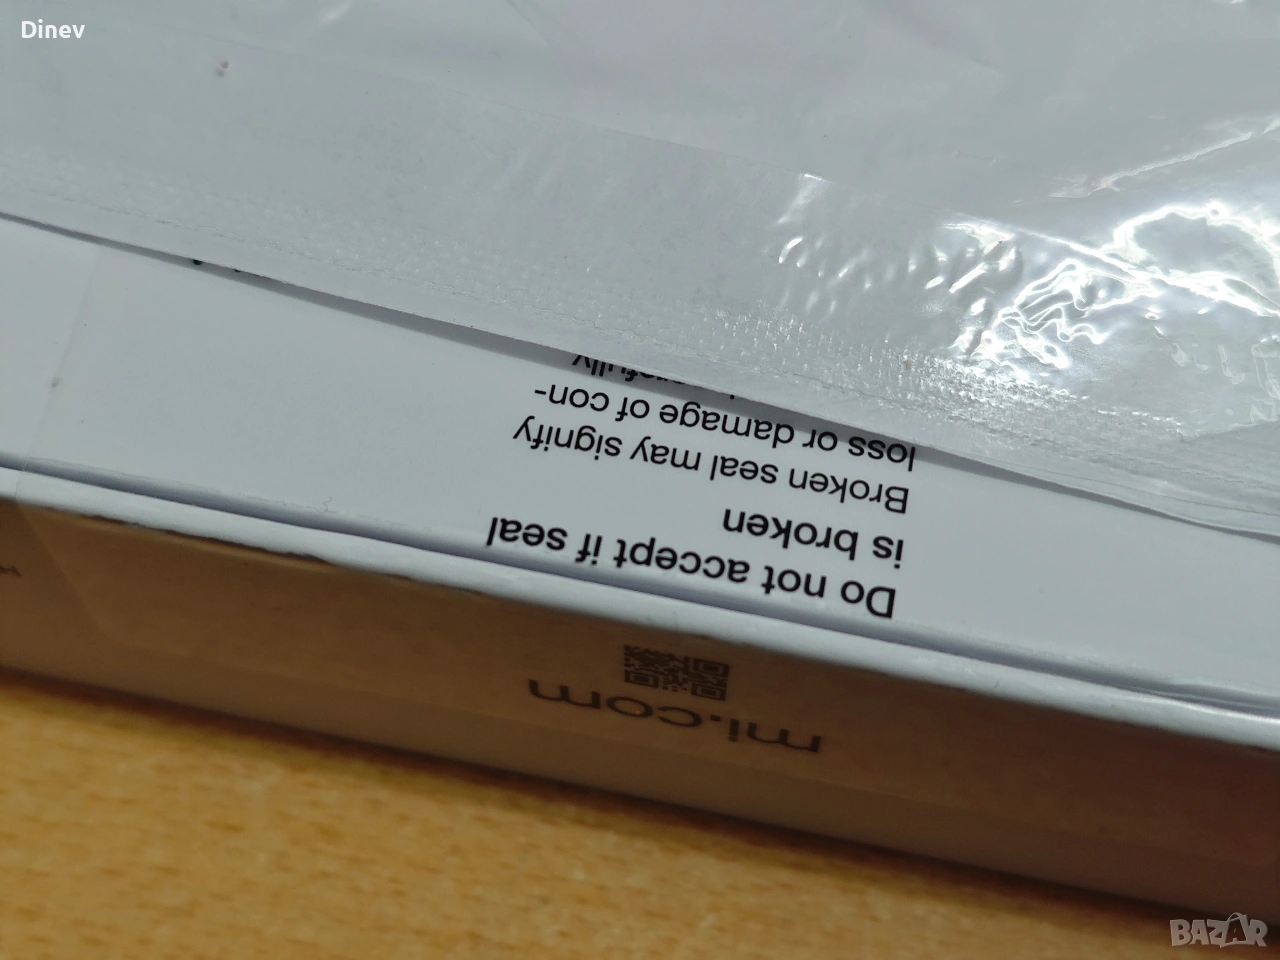 Dinev
Do not accept if seal
is broken
Broken seal may signify
loss or damage of con-
mi.com
BAZAR